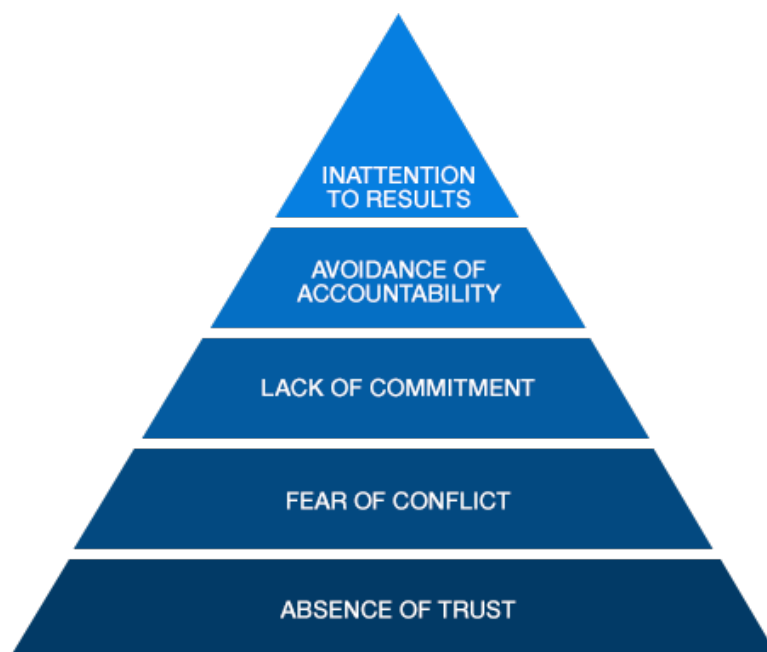 INATTENTION
TO RESULTS
AVOIDANCE OF
ACCOUNTABILITY
LACK OF COMMITMENT
FEAR OF CONFLICT
ABSENCE OF TRUST